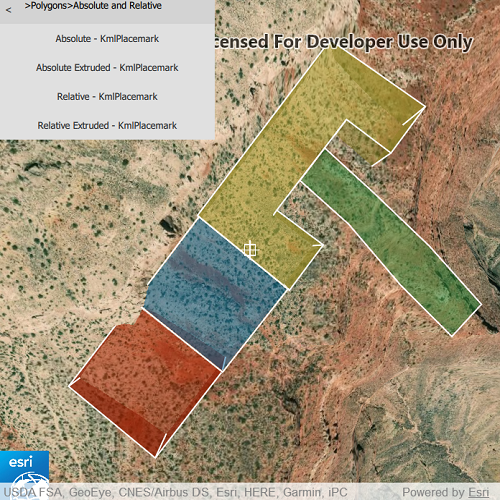 < >Polygons>Absolute and Relative
Absolute - KmlPlacemark
Absolute Extruded - KmlPlacemark
Relative - KmlPlacemark
Relative Extruded - KmlPlacemark
censed For Developer Use Only
esri
USDA FSA, GeoEye, CNES/Airbus DS, Esri, HERE, Garmin, iPC Powered by Esri